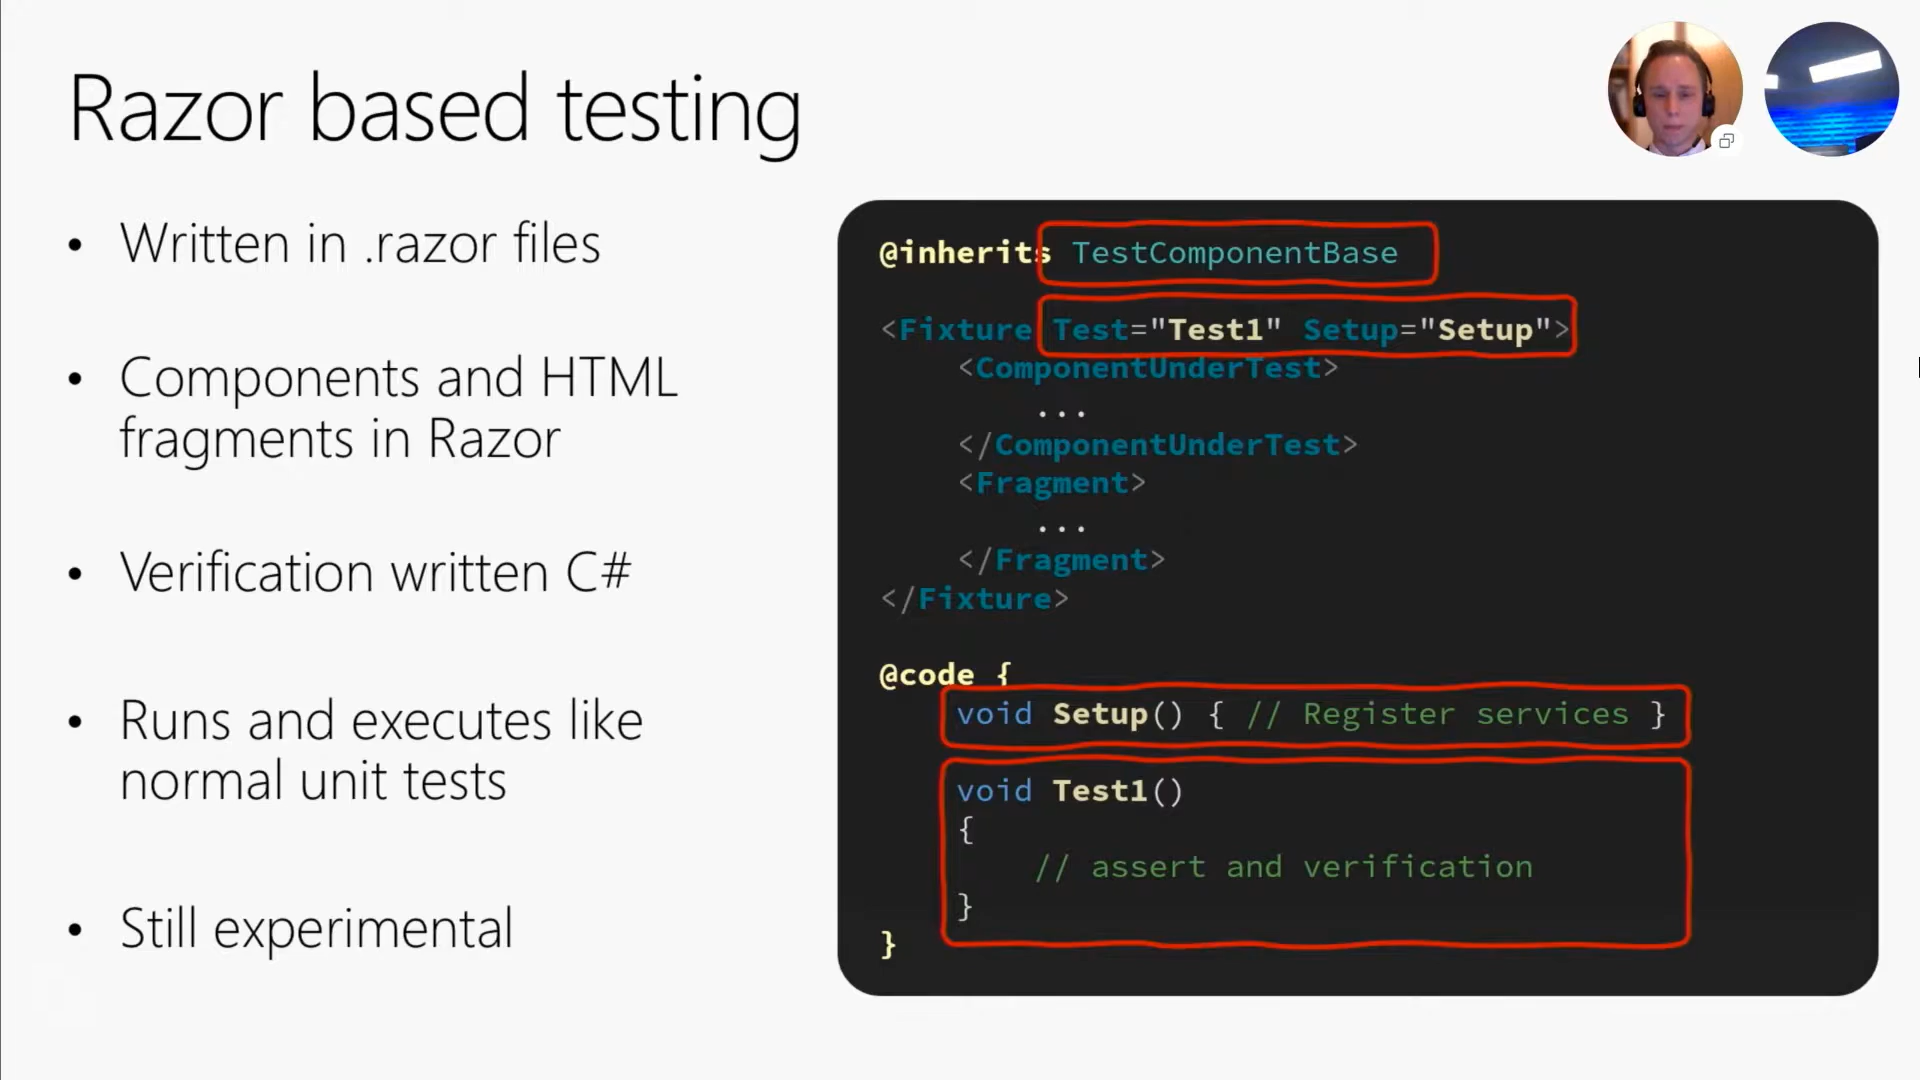 Razor based testing
• Written in .razor files
• Components and HTML
fragments in Razor
• Verification written C#
• Runs and executes like
normal unit tests
• Still experimental
@inherits TestComponentBase
<Fixture Test="Test1" Setup="Setup">
<ComponentUnderTest>
...
</ComponentUnderTest>
<Fragment>
...
</Fragment>
</Fixture>
@code {
void Setup() { // Register services }
void Test1()
{
// assert and verification
}
}